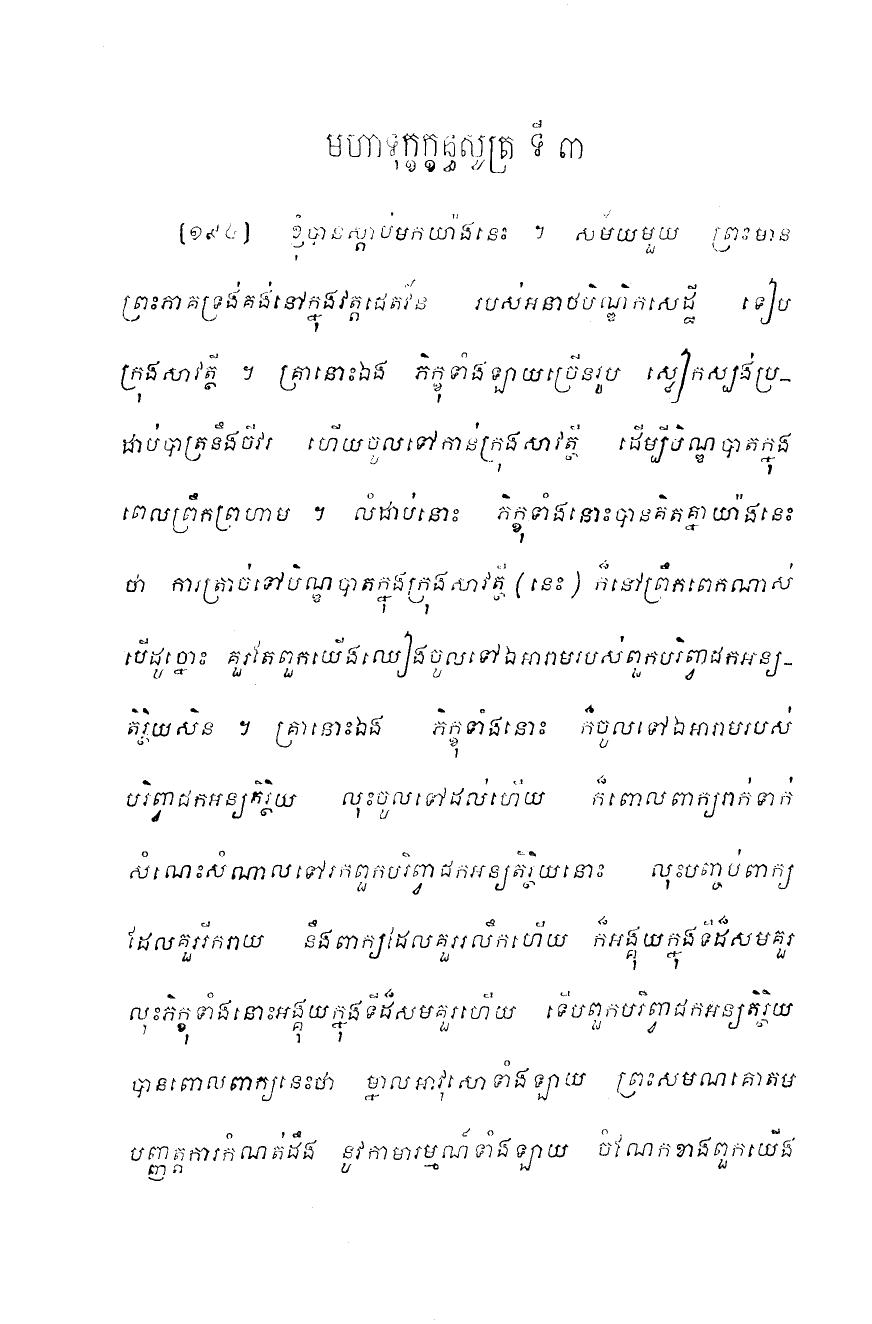 មហាទុក្ខក្ខន្ធសូត្រ ទី ៣
[១៩៤] ខ្ញុំបានស្តាប់មកយ៉ាងនេះ ។ សម័យមួយ ព្រះមាន
ព្រះភាគទ្រង់គង់នៅក្នុងវត្តជេតវ័ន របស់អនាថបិណ្ឌិកសេដ្ឋី ទៀប
ក្រុងសាវត្ថី ។ គ្រានោះឯង ភិក្ខុទាំងឡាយច្រើនរូប ស្លៀកស្បង់ប្រ-
ដាប់បាត្រនឹងចីវរ ហើយចូលទៅកាន់ក្រុងសាវត្ថី ដើម្បីបិណ្ឌបាតក្នុង
ពេលព្រឹកព្រហាម ។ លំដាប់នោះ ភិក្ខុទាំងនោះបានគិតគ្នាយ៉ាងនេះ
ថា ការត្រាច់ទៅបិណ្ឌបាតក្នុងក្រុងសាវត្ថី (នេះ) ក៏នៅព្រឹកពេកណាស់
បើដូច្នោះ គួរតែពួកយើងឈៀងចូលទៅឯអារាមរបស់ពួកបរិព្វាជកអន្យ-
តិរ្ថិយសិន ។ គ្រានោះឯង ភិក្ខុទាំងនោះ ក៏ចូលទៅឯអារាមរបស់
បរិព្វាជកអន្យតិរ្ថិយ លុះចូលទៅដល់ហើយ ក៏ពោលពាក្យរាក់ទាក់
សំណេះសំណាលទៅរកពួកបរិព្វាជកអន្យតិរ្ថិយនោះ លុះបញ្ចប់ពាក្យ
ដែលគួររីករាយ នឹងពាក្យដែលគួររលឹកហើយ ក៏អង្គុយក្នុងទីដ៏សមគួរ
លុះភិក្ខុទាំងនោះអង្គុយក្នុងទីដ៏សមគួរហើយ ទើបពួកបរិព្វាជកអន្យតិរ្ថិយ
បានពោលពាក្យនេះថា ម្នាលអាវុសោទាំងឡាយ ព្រះសមណគោតម
បញ្ញត្តការកំណត់ដឹង នូវកាមារម្មណ៍ទាំងឡាយ ចំណែកខាងពួកយើង